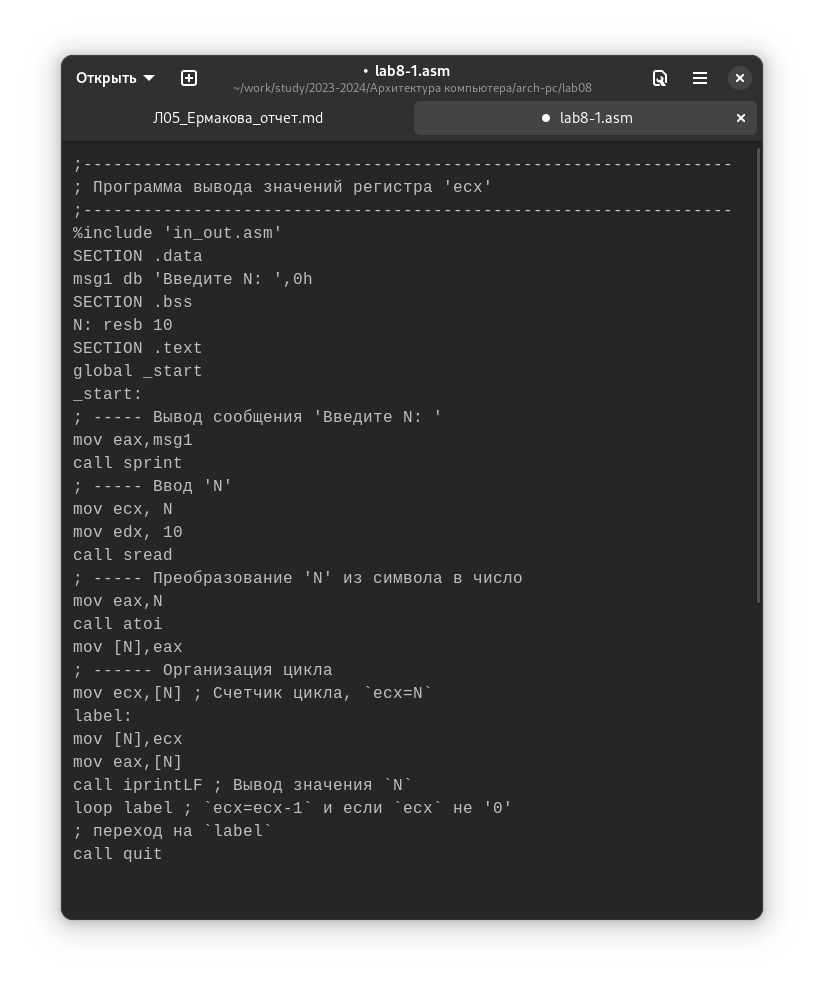 Открыть
• lab8-1.asm
~/work/study/2023-2024/Архитектура компьютера/arch-pc/lab08
Л05_Ермакова_отчет.md
● lab8-1.asm
;-----------------------------------------------------------------
; Программа вывода значений регистра 'ecx'
;-----------------------------------------------------------------
%include 'in_out.asm'
SECTION .data
msg1 db 'Введите N: ',0h
SECTION .bss
N: resb 10
SECTION .text
global _start
_start:
; ----- Вывод сообщения 'Введите N: '
mov eax,msg1
call sprint
; ----- Ввод 'N'
mov ecx, N
mov edx, 10
call sread
; ----- Преобразование 'N' из символа в число
mov eax,N
call atoi
mov [N],eax
; ------ Организация цикла
mov ecx,[N] ; Счетчик цикла, `ecx=N`
label:
mov [N],ecx
mov eax,[N]
call iprintLF ; Вывод значения `N`
loop label ; `ecx=ecx-1` и если `ecx` не '0'
; переход на `label`
call quit